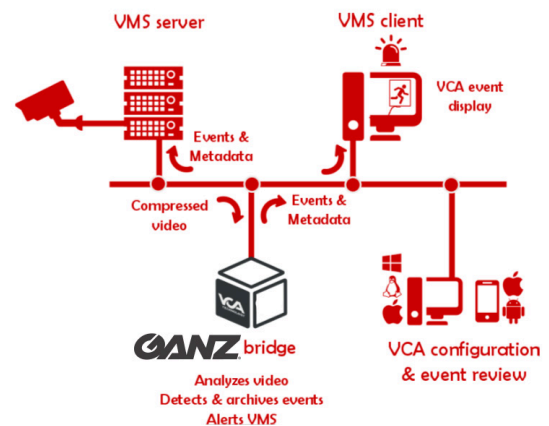 VMS server
VMS client
VCA event
display
Events &
Metadata
Compressed
video
Events &
Metadata
VCA
GANZ bridge
Analyzes video
Detects & archives events
Alerts VMS
VCA configuration
& event review